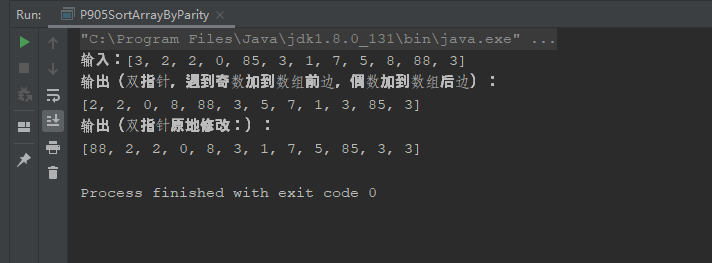 Run: P905SortArrayByParity ×
"C:\Program Files\Java\jdk1.8.0_131\bin\java.exe" ...
输入：[3, 2, 2, 0, 85, 3, 1, 7, 5, 8, 88, 3]
输出（双指针，遇到奇数加到数组前边，偶数加到数组后边）：
[2, 2, 0, 8, 88, 3, 5, 7, 1, 3, 85, 3]
输出（双指针原地修改：）：
[88, 2, 2, 0, 8, 3, 1, 7, 5, 85, 3, 3]
Process finished with exit code 0